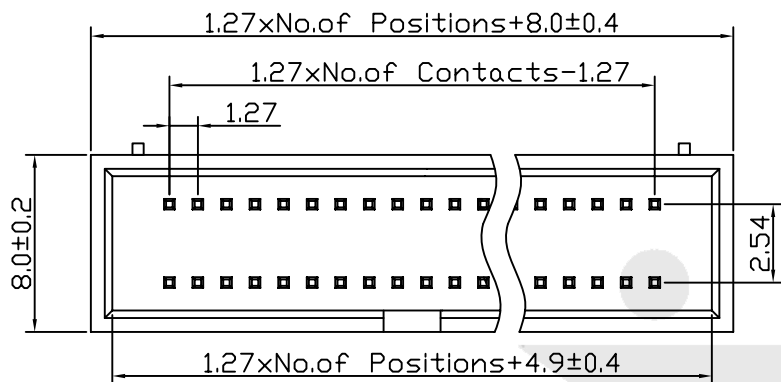 1.27xNo.of Positions+8.0±0.4
1.27xNo.of Contacts-1.27
1.27
8.0±0.2
2.54
1.27xNo.of Positions+4.9±0.4